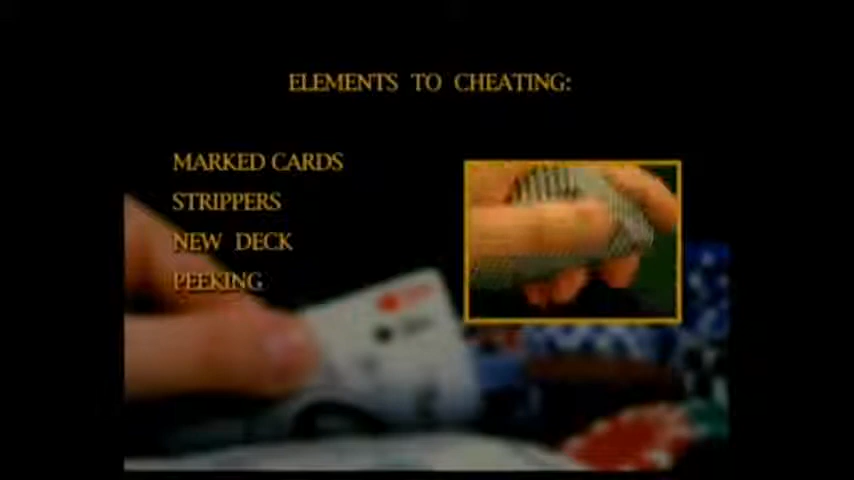 ELEMENTS TO CHEATING:
MARKED CARDS
STRIPPERS
NEW DECK
PEEKING